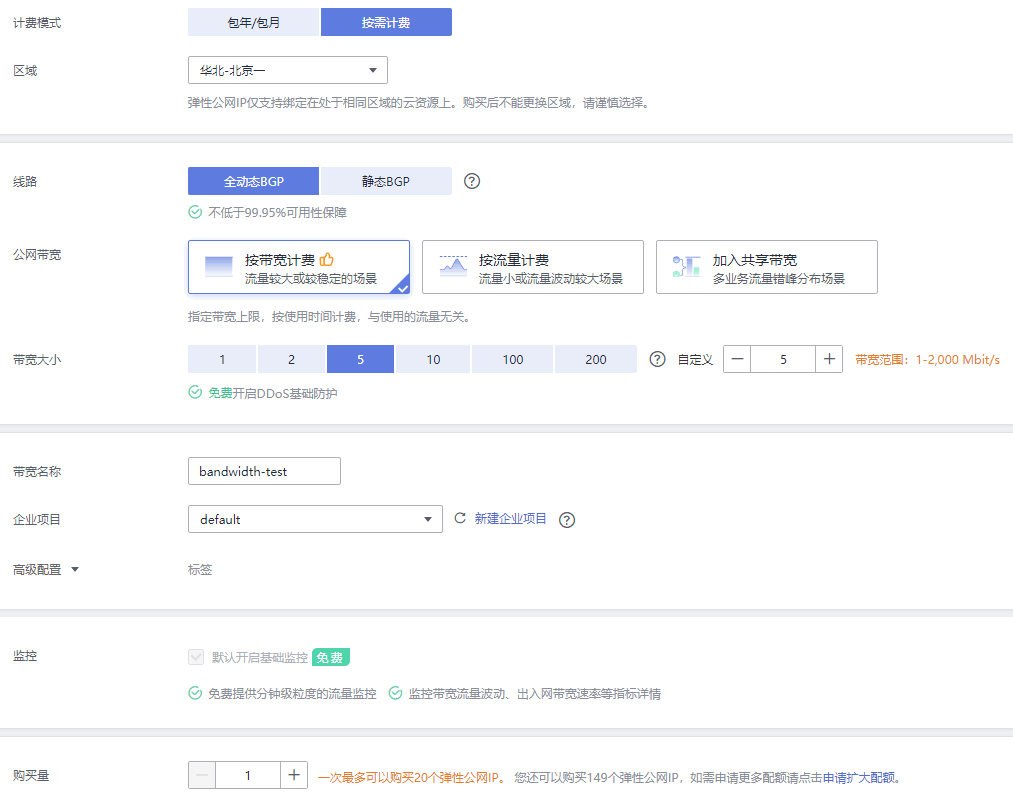 计费模式 包年/包月 按需计费
区域 华北-北京一
弹性公网IP仅支持绑定在处于相同区域的云资源上。购买后不能更换区域，请谨慎选择。
线路 全动态BGP 静态BGP ?
不低于99.95%可用性保障
公网带宽 按带宽计费 按流量计费 加入共享带宽
流量较大或较稳定的场景 流量小或流量波动较大场景 多业务流量错峰分布场景
指定带宽上限，按使用时间计费，与使用的流量无关。
带宽大小 1 2 5 10 100 200 ? 自定义 — 5 + 带宽范围：1-2,000 Mbit/s
免费开启DDoS基础防护
带宽名称 bandwidth-test
企业项目 default 新建企业项目 ?
高级配置 标签
监控 默认开启基础监控 免费
免费提供分钟级粒度的流量监控 监控带宽流量波动、出入网带宽速率等指标详情
购买量 — 1 + 一次最多可以购买20个弹性公网IP。 您还可以购买149个弹性公网IP，如需申请更多配额请点击申请扩大配额。